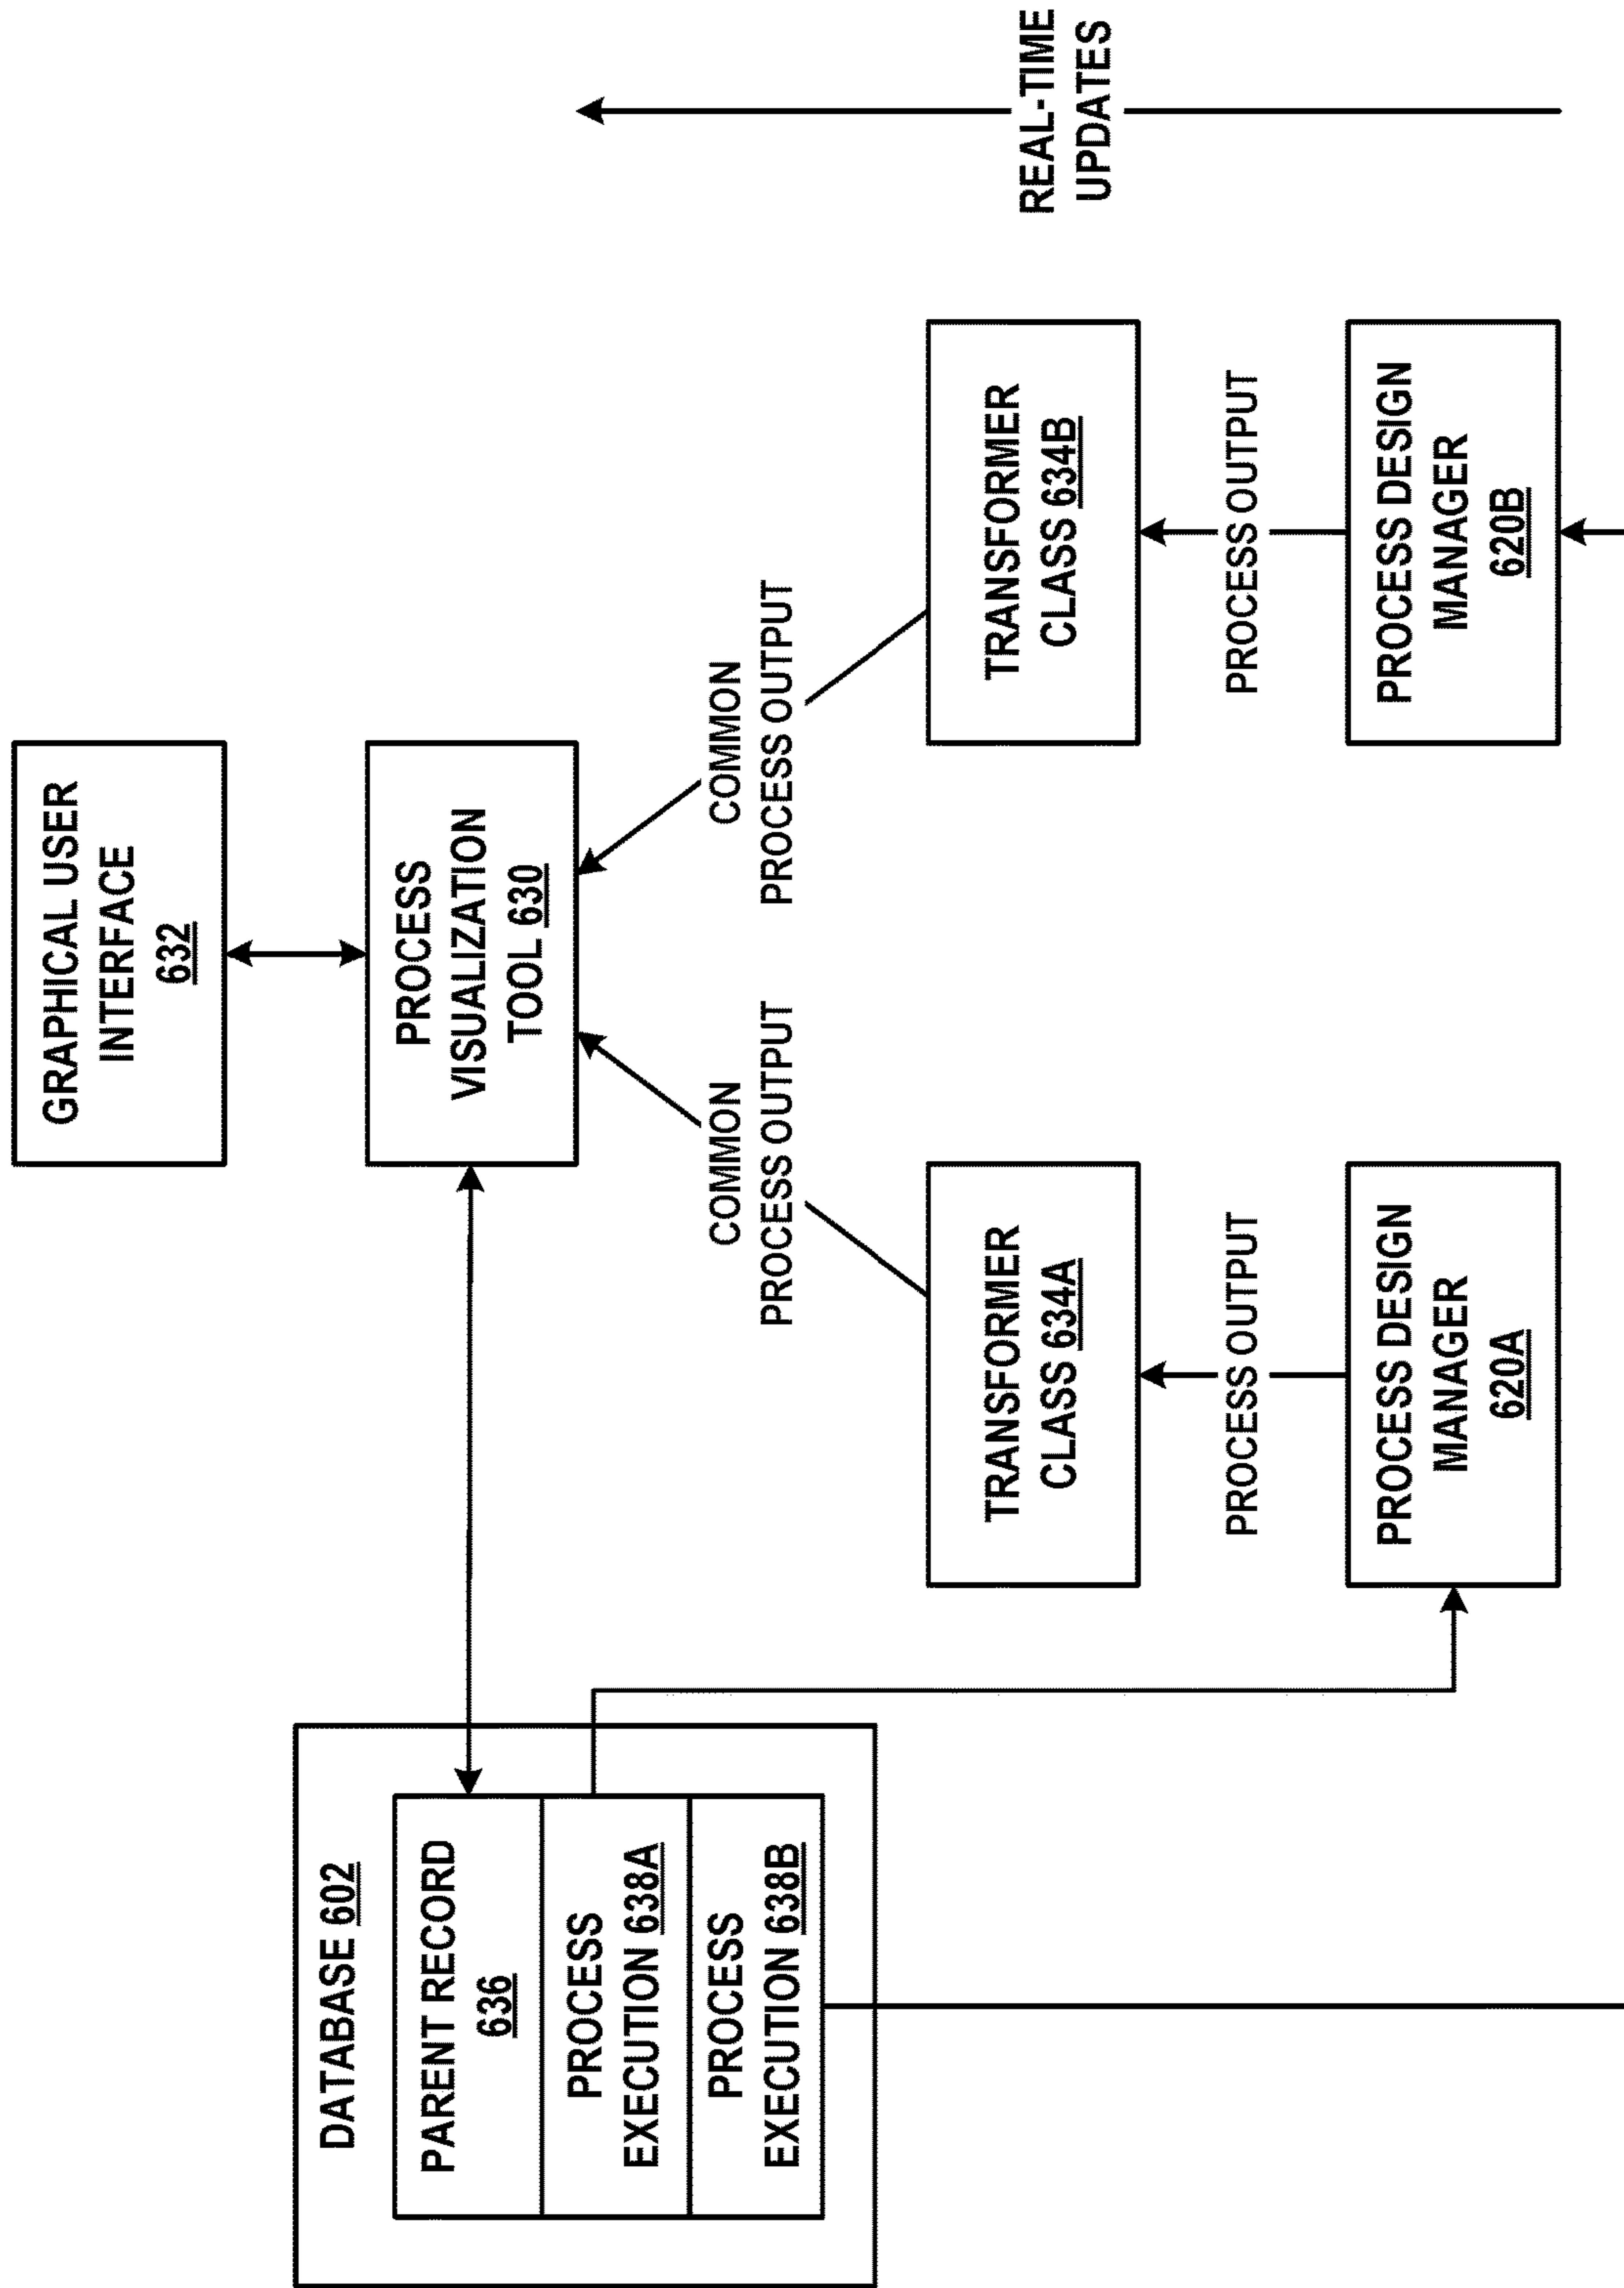 GRAPHICAL USER
INTERFACE
632
DATABASE 602
PARENT RECORD
636
PROCESS
EXECUTION 638A
PROCESS
EXECUTION 638B
PROCESS
VISUALIZATION
TOOL 630
COMMON
PROCESS OUTPUT
COMMON
PROCESS OUTPUT
TRANSFORMER
CLASS 634A
TRANSFORMER
CLASS 634B
REAL-TIME
UPDATES
PROCESS OUTPUT
PROCESS OUTPUT
PROCESS DESIGN
MANAGER
620A
PROCESS DESIGN
MANAGER
620B